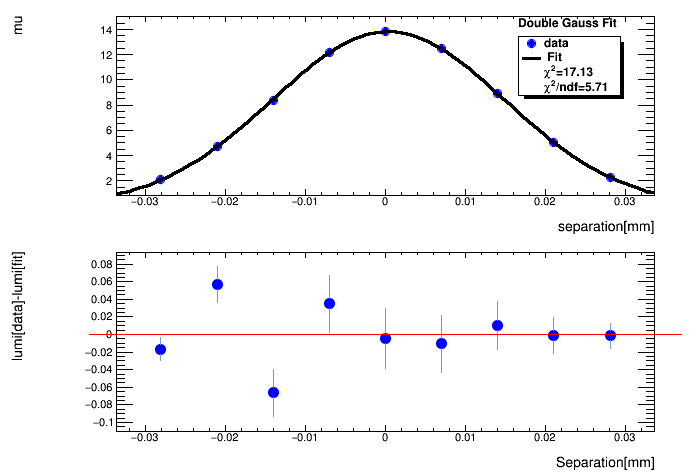 mu
Double Gauss Fit
data
Fit
χ²=17.13
χ²/ndf=5.71
14
12
10
8
6
4
2
−0.03 −0.02 −0.01 0 0.01 0.02 0.03
separation[mm]
lumi[data]-lumi[fit]
0.08
0.06
0.04
0.02
0
−0.02
−0.04
−0.06
−0.08
−0.1
−0.03 −0.02 −0.01 0 0.01 0.02 0.03
Separation[mm]